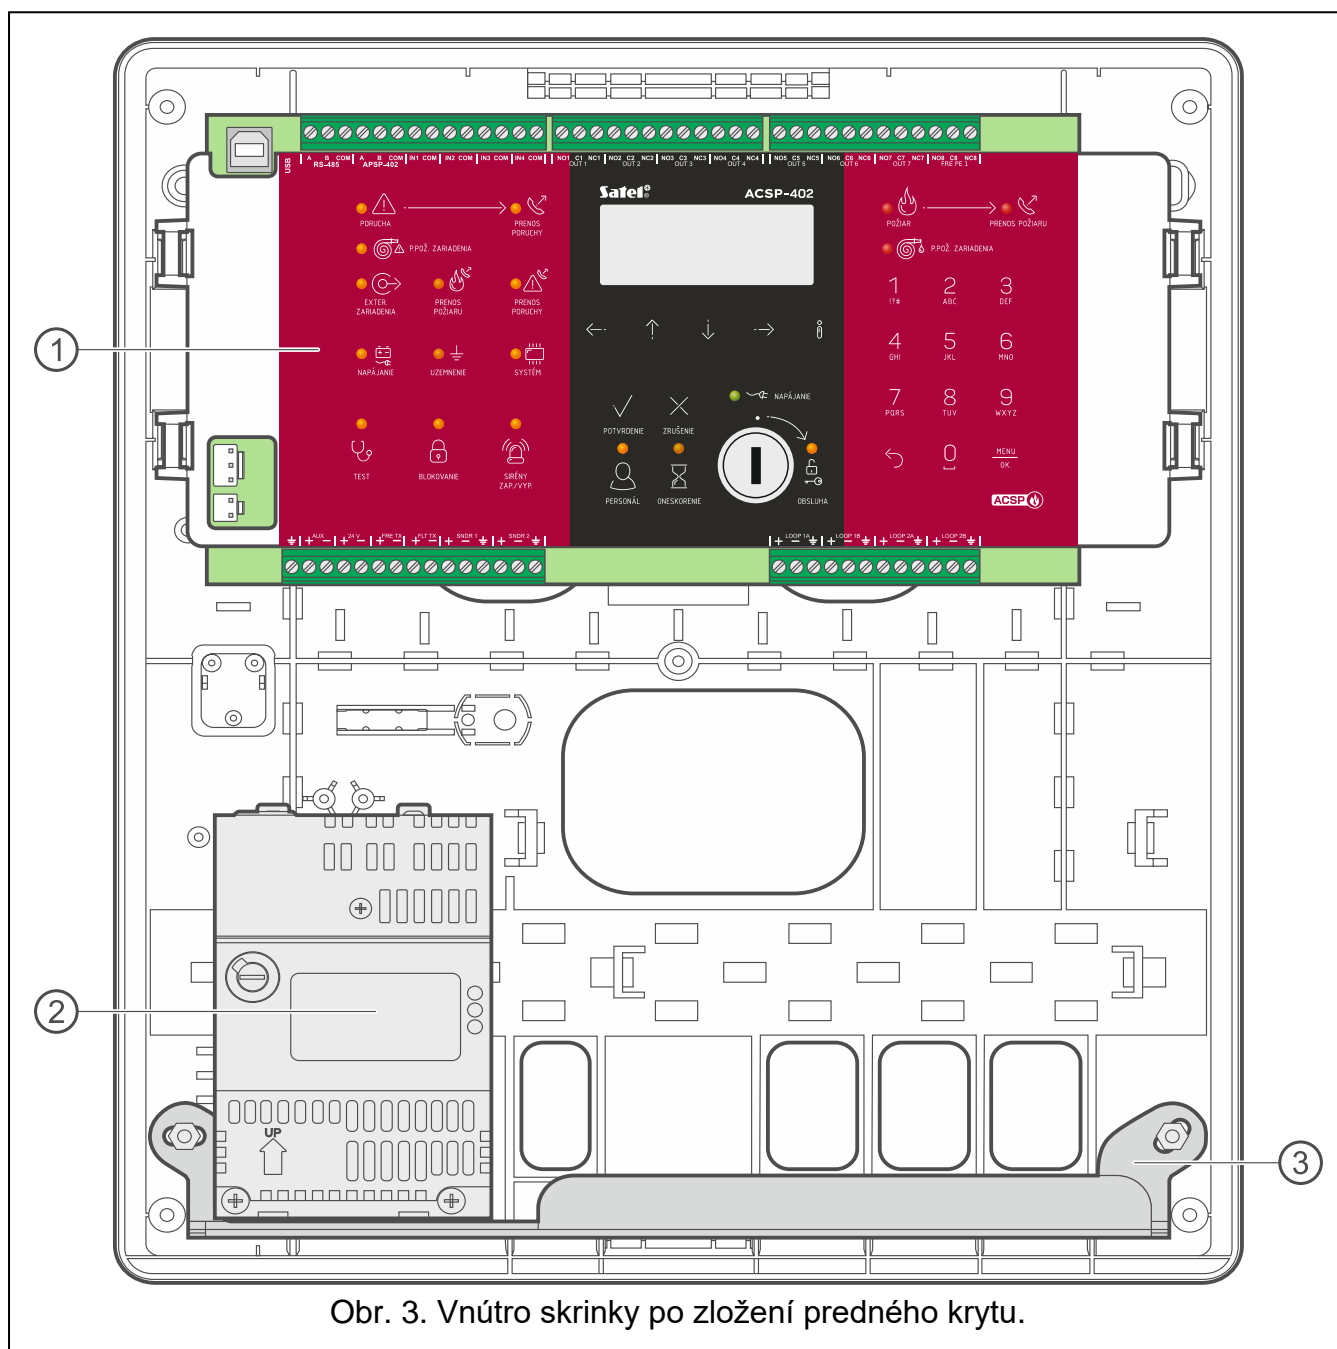 USB
A B COM A B COM IN1 COM IN2 COM IN3 COM IN4 COM
RS-485 APSP-402
NO1 C1 NC1 NO2 C2 NC2 NO3 C3 NC3 NO4 C4 NC4
OUT 1 OUT 2 OUT 3 OUT 4
NO5 C5 NC5 NO6 C6 NC6 NO7 C7 NC7 NO8 C8 NC8
OUT 5 OUT 6 OUT 7 FRE PE 1
PORUCHA
PRENOS PORUCHY
P.POŽ. ZARIADENIA
EXTER. ZARIADENIA
PRENOS POŽIARU
PRENOS PORUCHY
NAPÁJANIE
UZEMNENIE
SYSTÉM
TEST
BLOKOVANIE
SIRÉNY ZAP./VYP.
Satel®
ACSP-402
NAPÁJANIE
POTVRDENIE
ZRUŠENIE
PERSONÁL
ONESKORENIE
OBSLUHA
POŽIAR
PRENOS POŽIARU
P.POŽ. ZARIADENIA
1 2 3
!?# ABC DEF
4 5 6
GHI JKL MNO
7 8 9
PQRS TUV WXYZ
0
MENU
OK.
ACSP
AUX 24 V FRE TX FLT TX SNDR 1 SNDR 2
+ − + − + − + − + − + −
LOOP 1A LOOP 1B LOOP 2A LOOP 2B
+ − + − + − + −
1
2
UP
3
Obr. 3. Vnútro skrinky po zložení predného krytu.